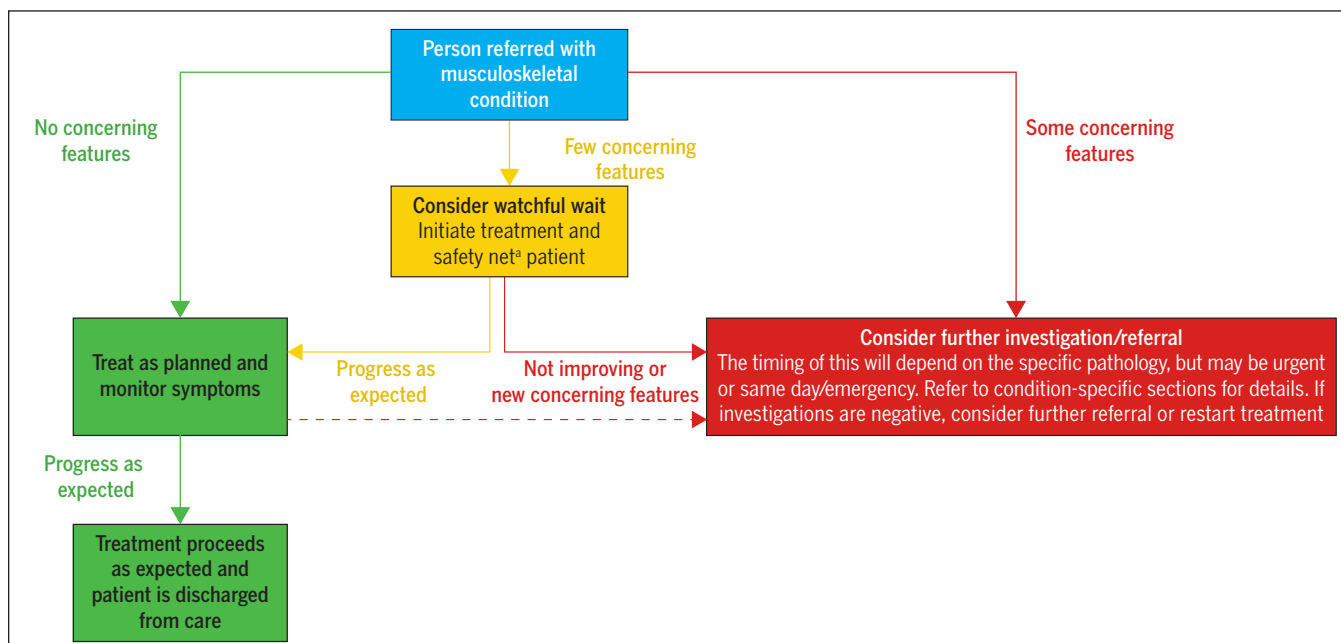 Person referred with
musculoskeletal
condition
No concerning
features
Few concerning
features
Some concerning
features
Consider watchful wait
Initiate treatment and
safety netᵃ patient
Treat as planned and
monitor symptoms
Progress as
expected
Not improving or
new concerning features
Consider further investigation/referral
The timing of this will depend on the specific pathology, but may be urgent
or same day/emergency. Refer to condition-specific sections for details. If
investigations are negative, consider further referral or restart treatment
Progress as
expected
Treatment proceeds
as expected and
patient is discharged
from care